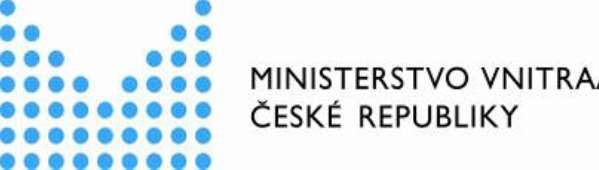 MINISTERSTVO VNITRA
ČESKÉ REPUBLIKY